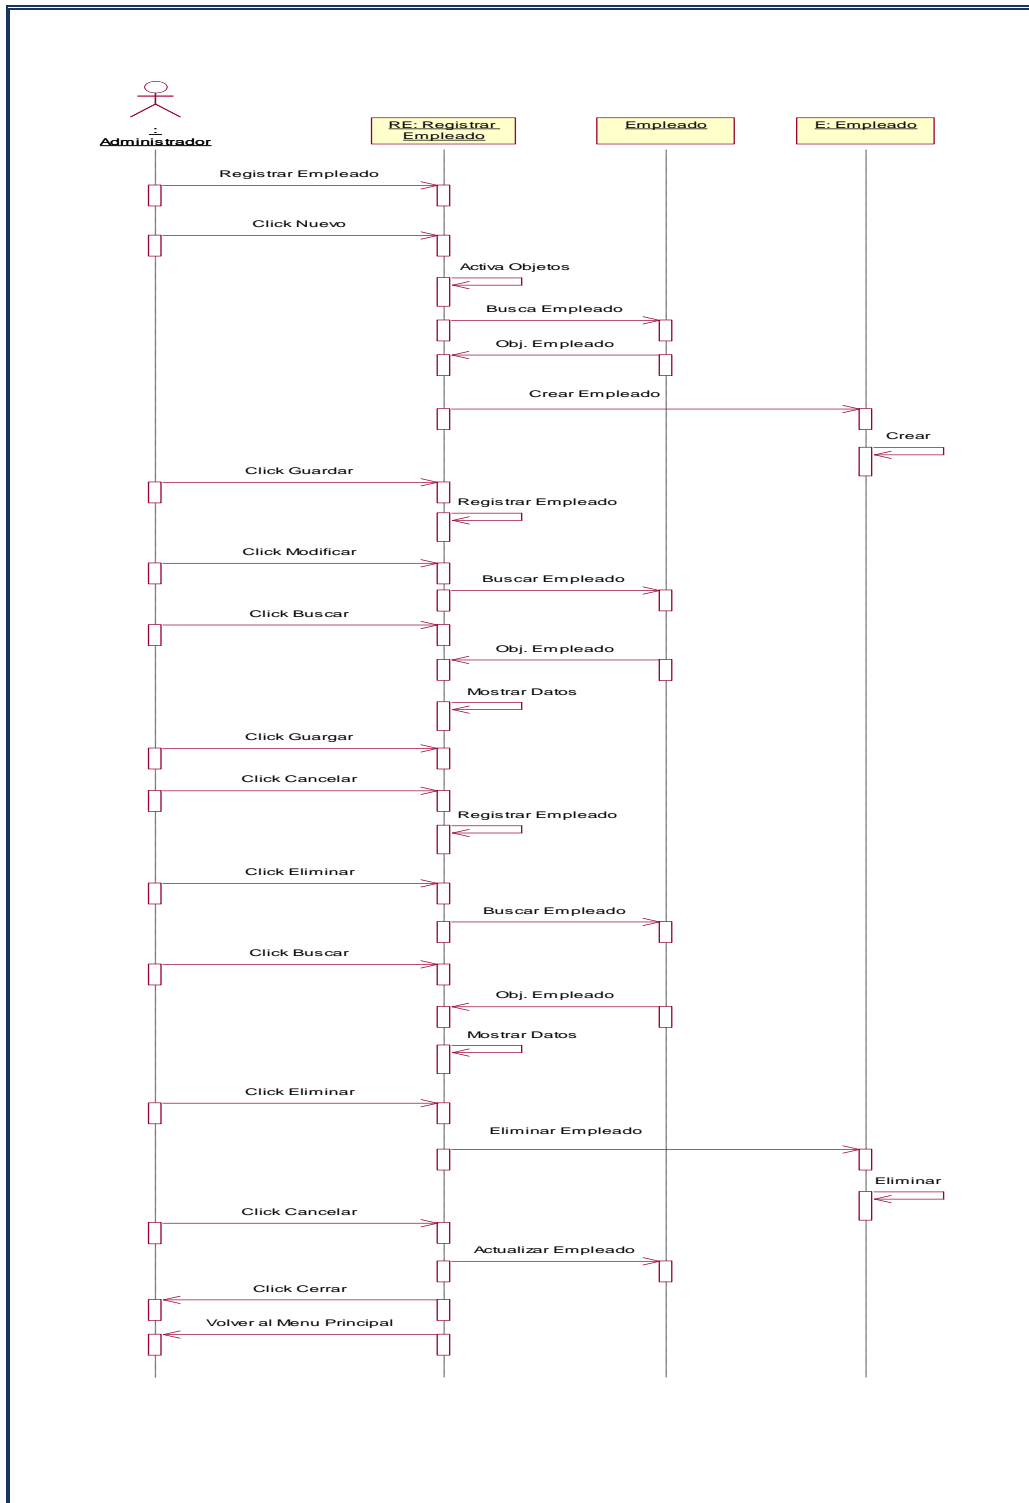 :
Administrador
RE: Registrar
Empleado
Empleado
E: Empleado
Registrar Empleado
Click Nuevo
Activa Objetos
Busca Empleado
Obj. Empleado
Crear Empleado
Crear
Click Guardar
Registrar Empleado
Click Modificar
Buscar Empleado
Click Buscar
Obj. Empleado
Mostrar Datos
Click Guargar
Click Cancelar
Registrar Empleado
Click Eliminar
Buscar Empleado
Click Buscar
Obj. Empleado
Mostrar Datos
Click Eliminar
Eliminar Empleado
Eliminar
Click Cancelar
Actualizar Empleado
Click Cerrar
Volver al Menu Principal